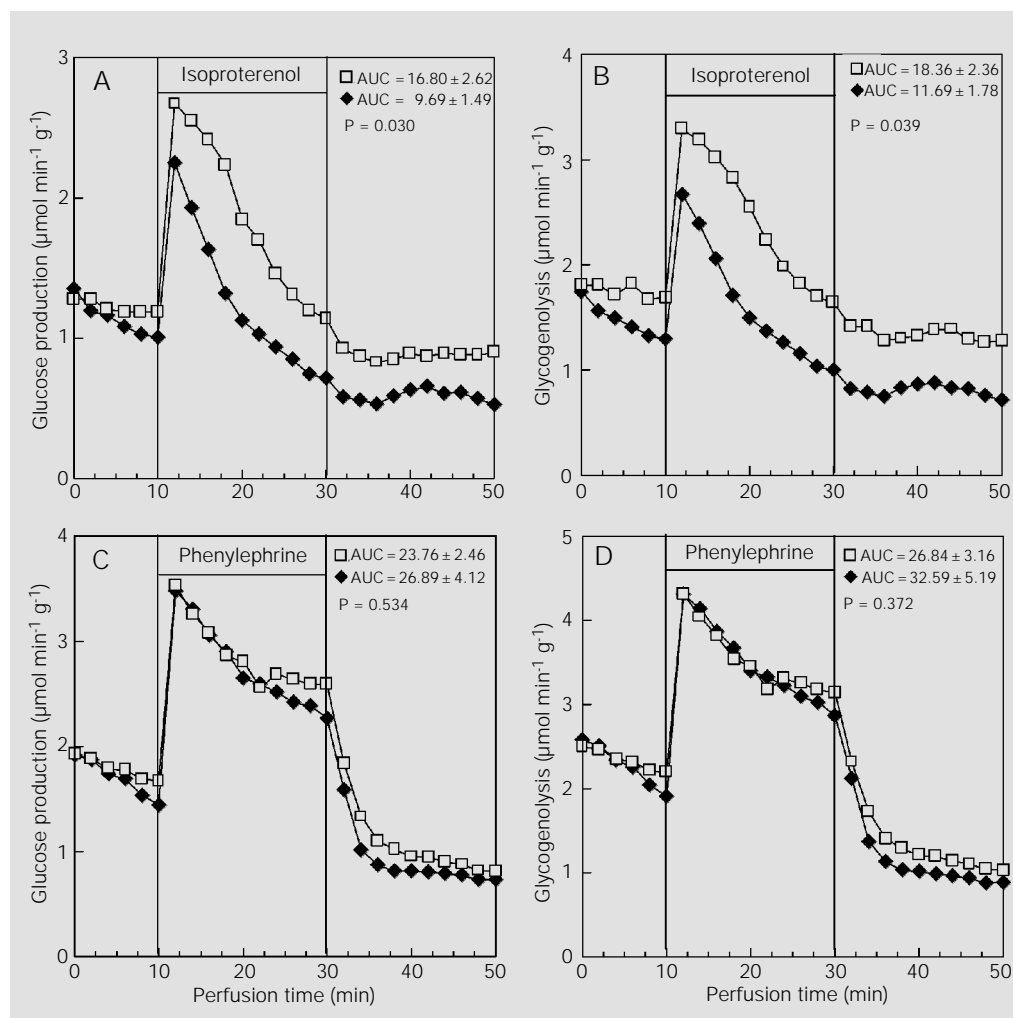 A
Isoproterenol
AUC = 16.80 ± 2.62
AUC = 9.69 ± 1.49
P = 0.030
Glucose production (µmol min-1 g-1)
3
2
1
0
0 10 20 30 40 50
B
Isoproterenol
AUC = 18.36 ± 2.36
AUC = 11.69 ± 1.78
P = 0.039
Glycogenolysis (µmol min-1 g-1)
4
3
2
1
0
0 10 20 30 40 50
C
Phenylephrine
AUC = 23.76 ± 2.46
AUC = 26.89 ± 4.12
P = 0.534
Glucose production (µmol min-1 g-1)
4
3
2
1
0
0 10 20 30 40 50
Perfusion time (min)
D
Phenylephrine
AUC = 26.84 ± 3.16
AUC = 32.59 ± 5.19
P = 0.372
Glycogenolysis (µmol min-1 g-1)
5
4
3
2
1
0
0 10 20 30 40 50
Perfusion time (min)